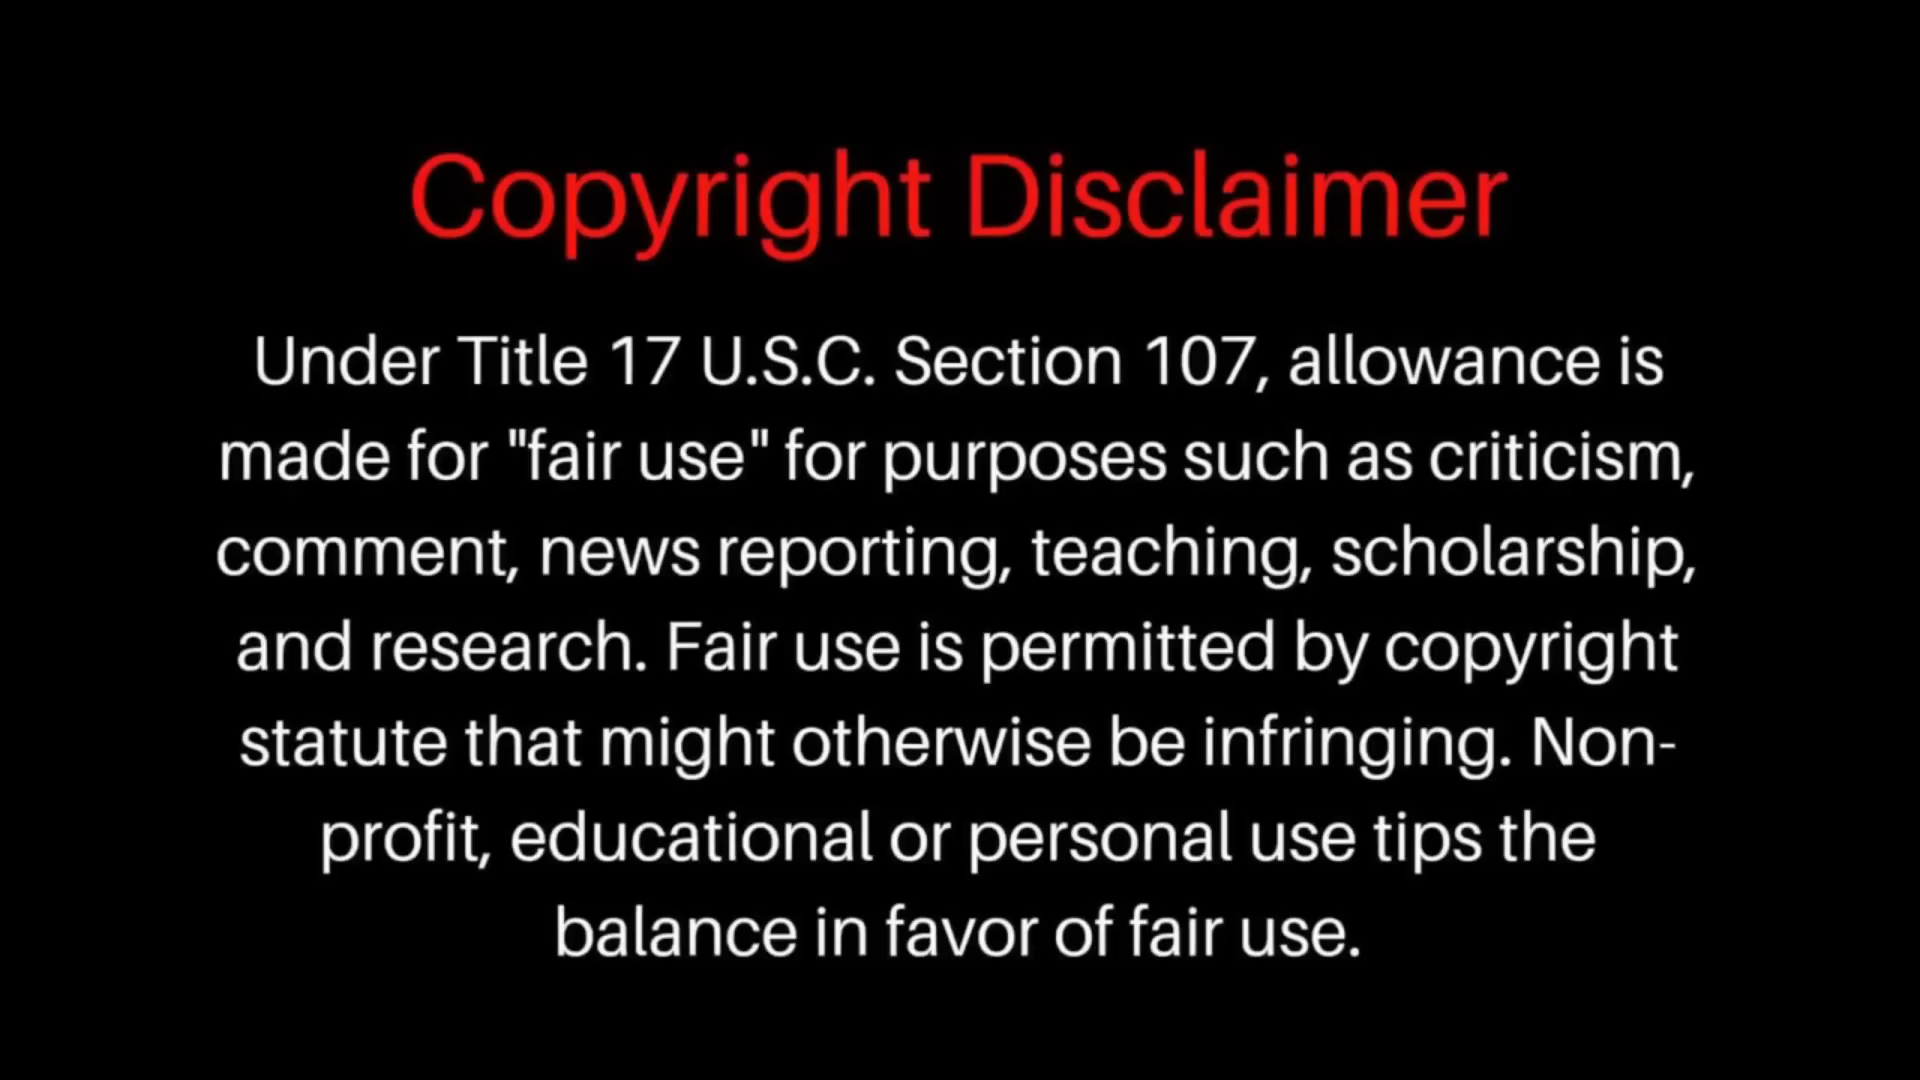 Copyright Disclaimer
Under Title 17 U.S.C. Section 107, allowance is
made for "fair use" for purposes such as criticism,
comment, news reporting, teaching, scholarship,
and research. Fair use is permitted by copyright
statute that might otherwise be infringing. Non-
profit, educational or personal use tips the
balance in favor of fair use.